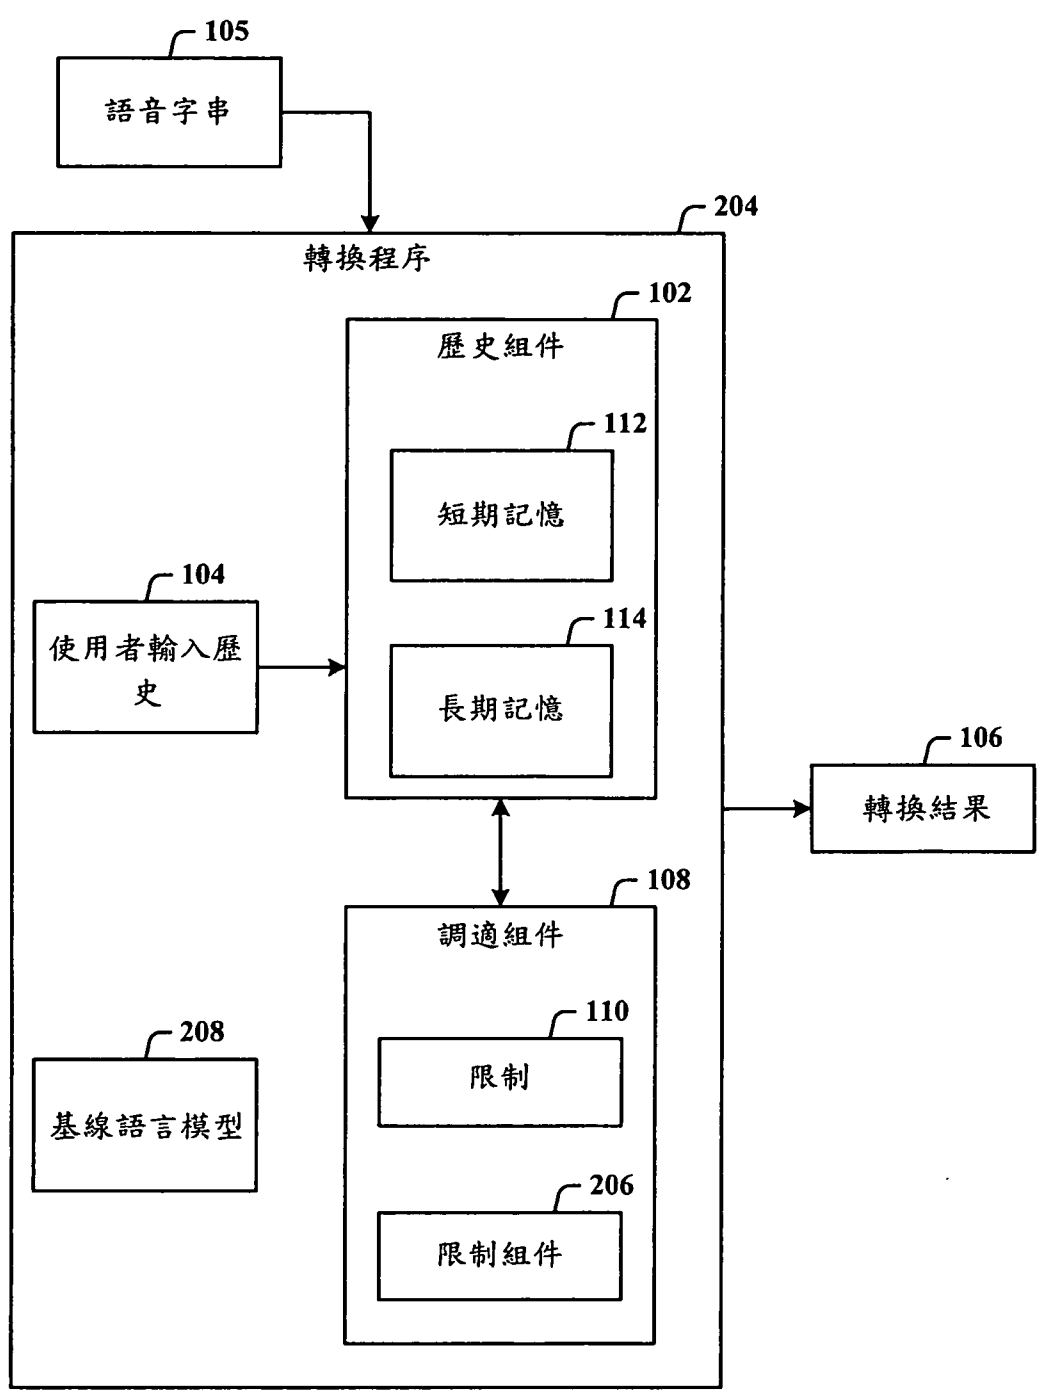 105
語音字串
204
轉換程序
102
歷史組件
112
短期記憶
104
使用者輸入歷
史
114
長期記憶
106
轉換結果
108
調適組件
110
限制
208
基線語言模型
206
限制組件